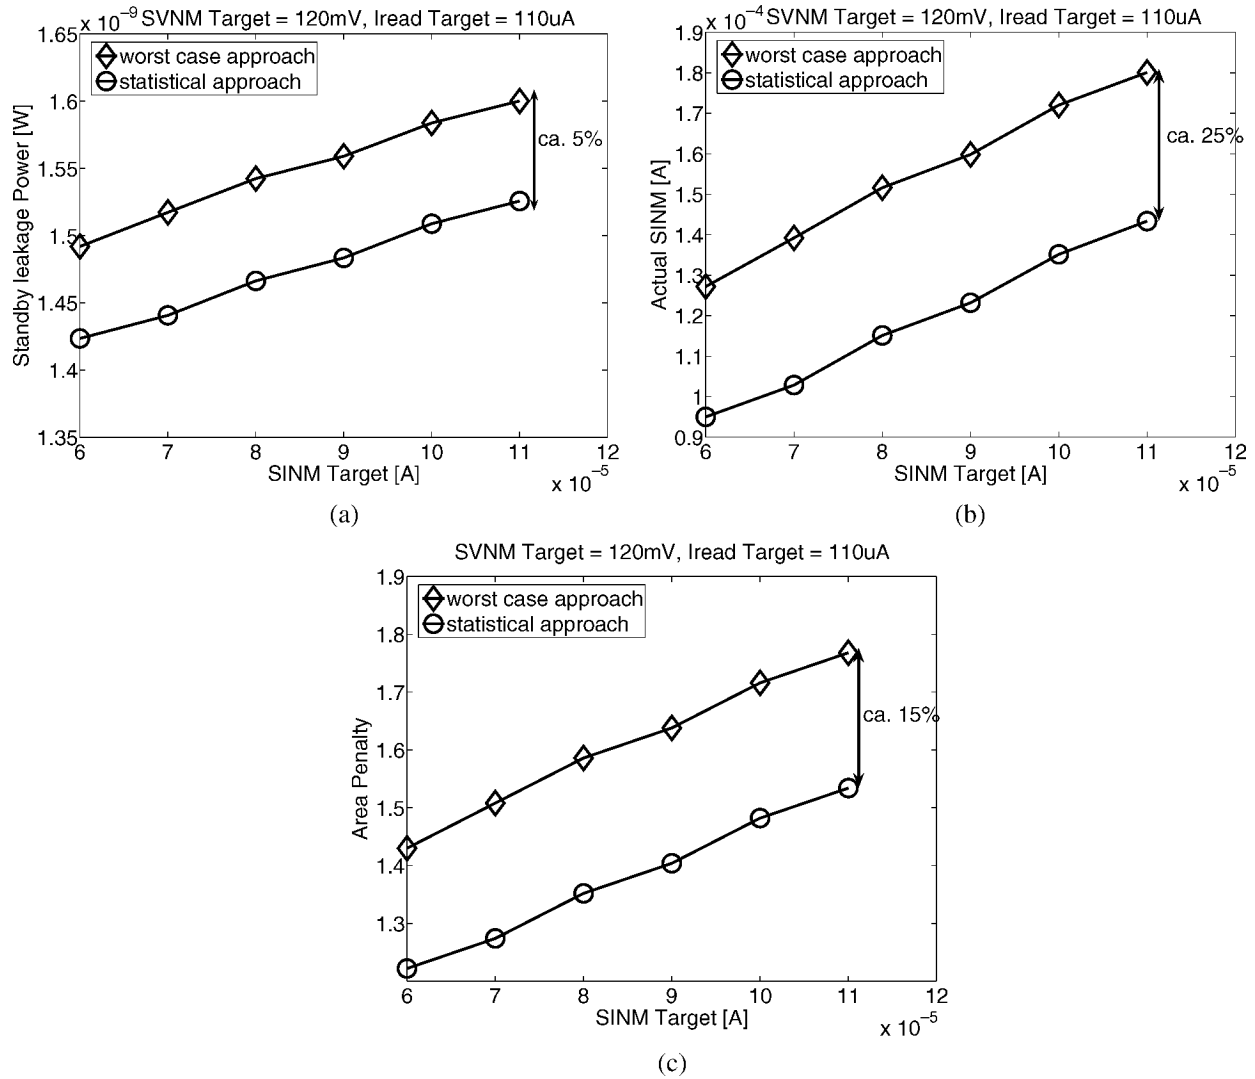 x 10⁻⁹ SVNM Target = 120mV, Iread Target = 110uA
1.65
1.6
1.55
1.5
1.45
1.4
1.35
Standby leakage Power [W]
worst case approach
statistical approach
ca. 5%
6 7 8 9 10 11 12
SINM Target [A]
x 10⁻⁵
(a)
x 10⁻⁴ SVNM Target = 120mV, Iread Target = 110uA
1.9
1.8
1.7
1.6
1.5
1.4
1.3
1.2
1.1
1
0.9
Actual SINM [A]
worst case approach
statistical approach
ca. 25%
6 7 8 9 10 11 12
SINM Target [A]
x 10⁻⁵
(b)
SVNM Target = 120mV, Iread Target = 110uA
1.9
1.8
1.7
1.6
1.5
1.4
1.3
Area Penalty
worst case approach
statistical approach
ca. 15%
6 7 8 9 10 11 12
SINM Target [A]
x 10⁻⁵
(c)